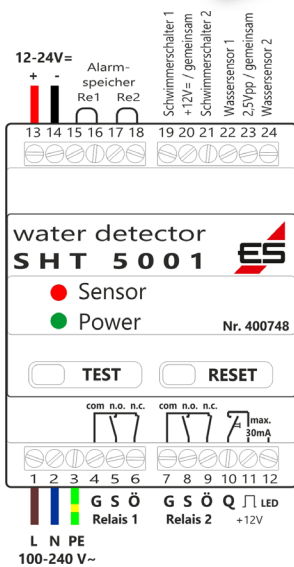 12-24V=
+ -
Alarm-
speicher
Re1 Re2
Schwimmerschalter 1
+12V= / gemeinsam
Schwimmerschalter 2
Wassersensor 1
2,5Vpp / gemeinsam
Wassersensor 2
13 14 15 16 17 18 19 20 21 22 23 24
water detector
SHT 5001
ES
Sensor
Power
Nr. 400748
TEST
RESET
com n.o. n.c. com n.o. n.c.
max.
30mA
1 2 3 4 5 6 7 8 9 10 11 12
G S Ö G S Ö Q LED
Relais 1 Relais 2 +12V
L N PE
100-240 V~